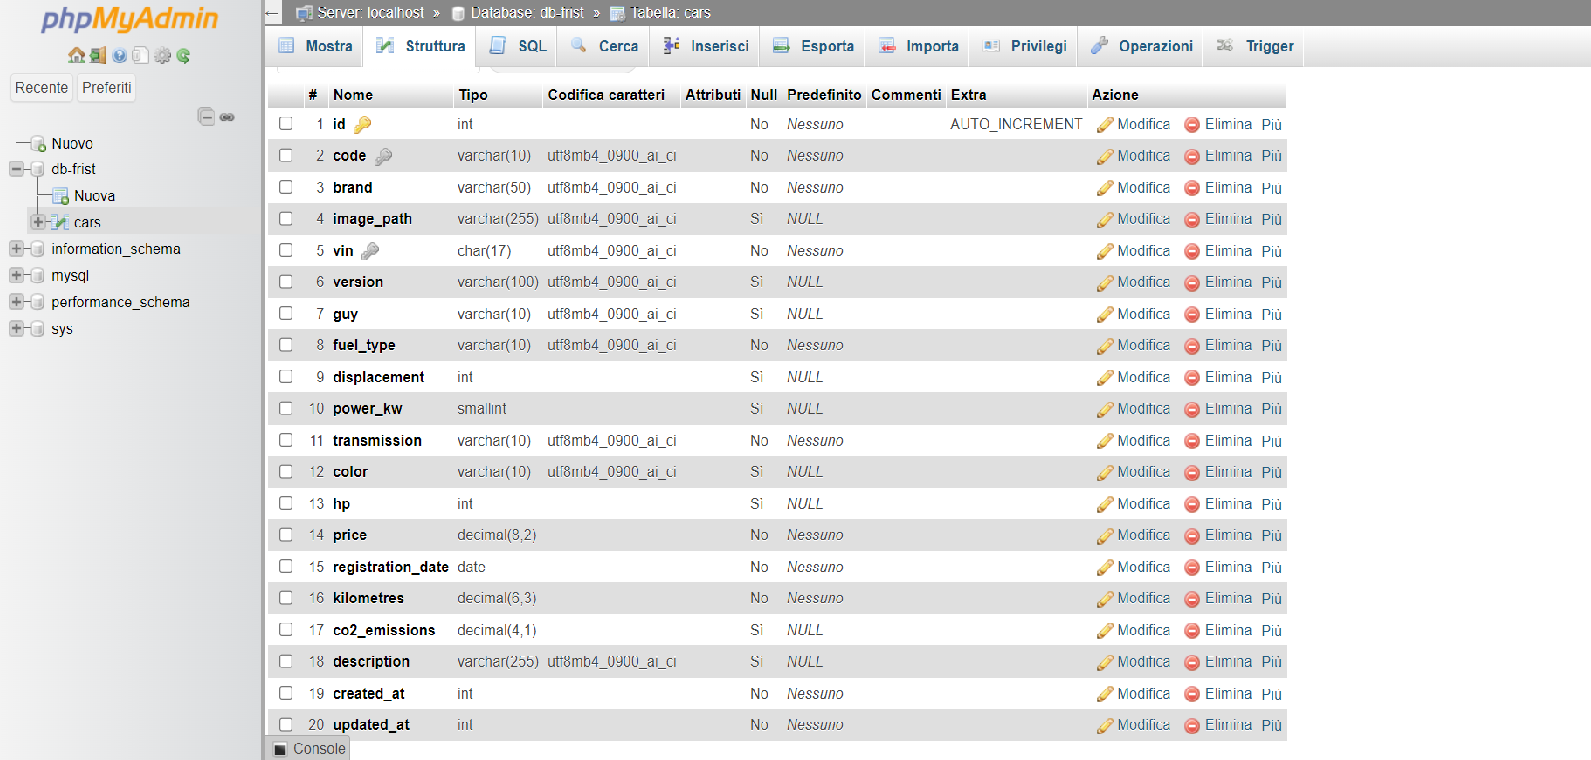 phpMyAdmin
Recente Preferiti
Nuovo
db-frist
Nuova
cars
information_schema
mysql
performance_schema
sys
← Server: localhost » Database: db-frist » Tabella: cars
Mostra Struttura SQL Cerca Inserisci Esporta Importa Privilegi Operazioni Trigger
# Nome Tipo Codifica caratteri Attributi Null Predefinito Commenti Extra Azione
1 id int No Nessuno AUTO_INCREMENT Modifica Elimina Più
2 code varchar(10) utf8mb4_0900_ai_ci No Nessuno Modifica Elimina Più
3 brand varchar(50) utf8mb4_0900_ai_ci No Nessuno Modifica Elimina Più
4 image_path varchar(255) utf8mb4_0900_ai_ci Sì NULL Modifica Elimina Più
5 vin char(17) utf8mb4_0900_ai_ci No Nessuno Modifica Elimina Più
6 version varchar(100) utf8mb4_0900_ai_ci Sì NULL Modifica Elimina Più
7 guy varchar(10) utf8mb4_0900_ai_ci Sì NULL Modifica Elimina Più
8 fuel_type varchar(10) utf8mb4_0900_ai_ci No Nessuno Modifica Elimina Più
9 displacement int Sì NULL Modifica Elimina Più
10 power_kw smallint Sì NULL Modifica Elimina Più
11 transmission varchar(10) utf8mb4_0900_ai_ci No Nessuno Modifica Elimina Più
12 color varchar(10) utf8mb4_0900_ai_ci Sì NULL Modifica Elimina Più
13 hp int Sì NULL Modifica Elimina Più
14 price decimal(8,2) No Nessuno Modifica Elimina Più
15 registration_date date No Nessuno Modifica Elimina Più
16 kilometres decimal(6,3) No Nessuno Modifica Elimina Più
17 co2_emissions decimal(4,1) Sì NULL Modifica Elimina Più
18 description varchar(255) utf8mb4_0900_ai_ci Sì NULL Modifica Elimina Più
19 created_at int No Nessuno Modifica Elimina Più
20 updated_at int No Nessuno Modifica Elimina Più
Console